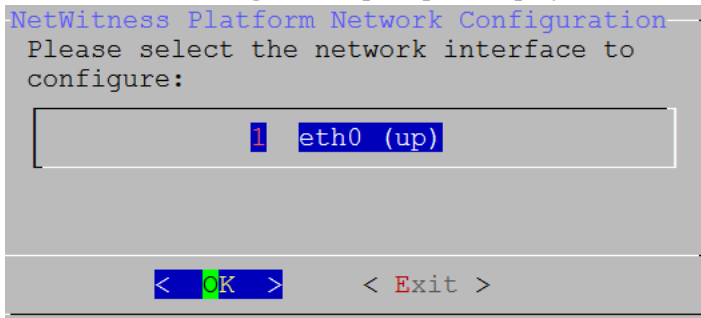 NetWitness Platform Network Configuration
Please select the network interface to
configure:
1 eth0 (up)
< OK > < Exit >